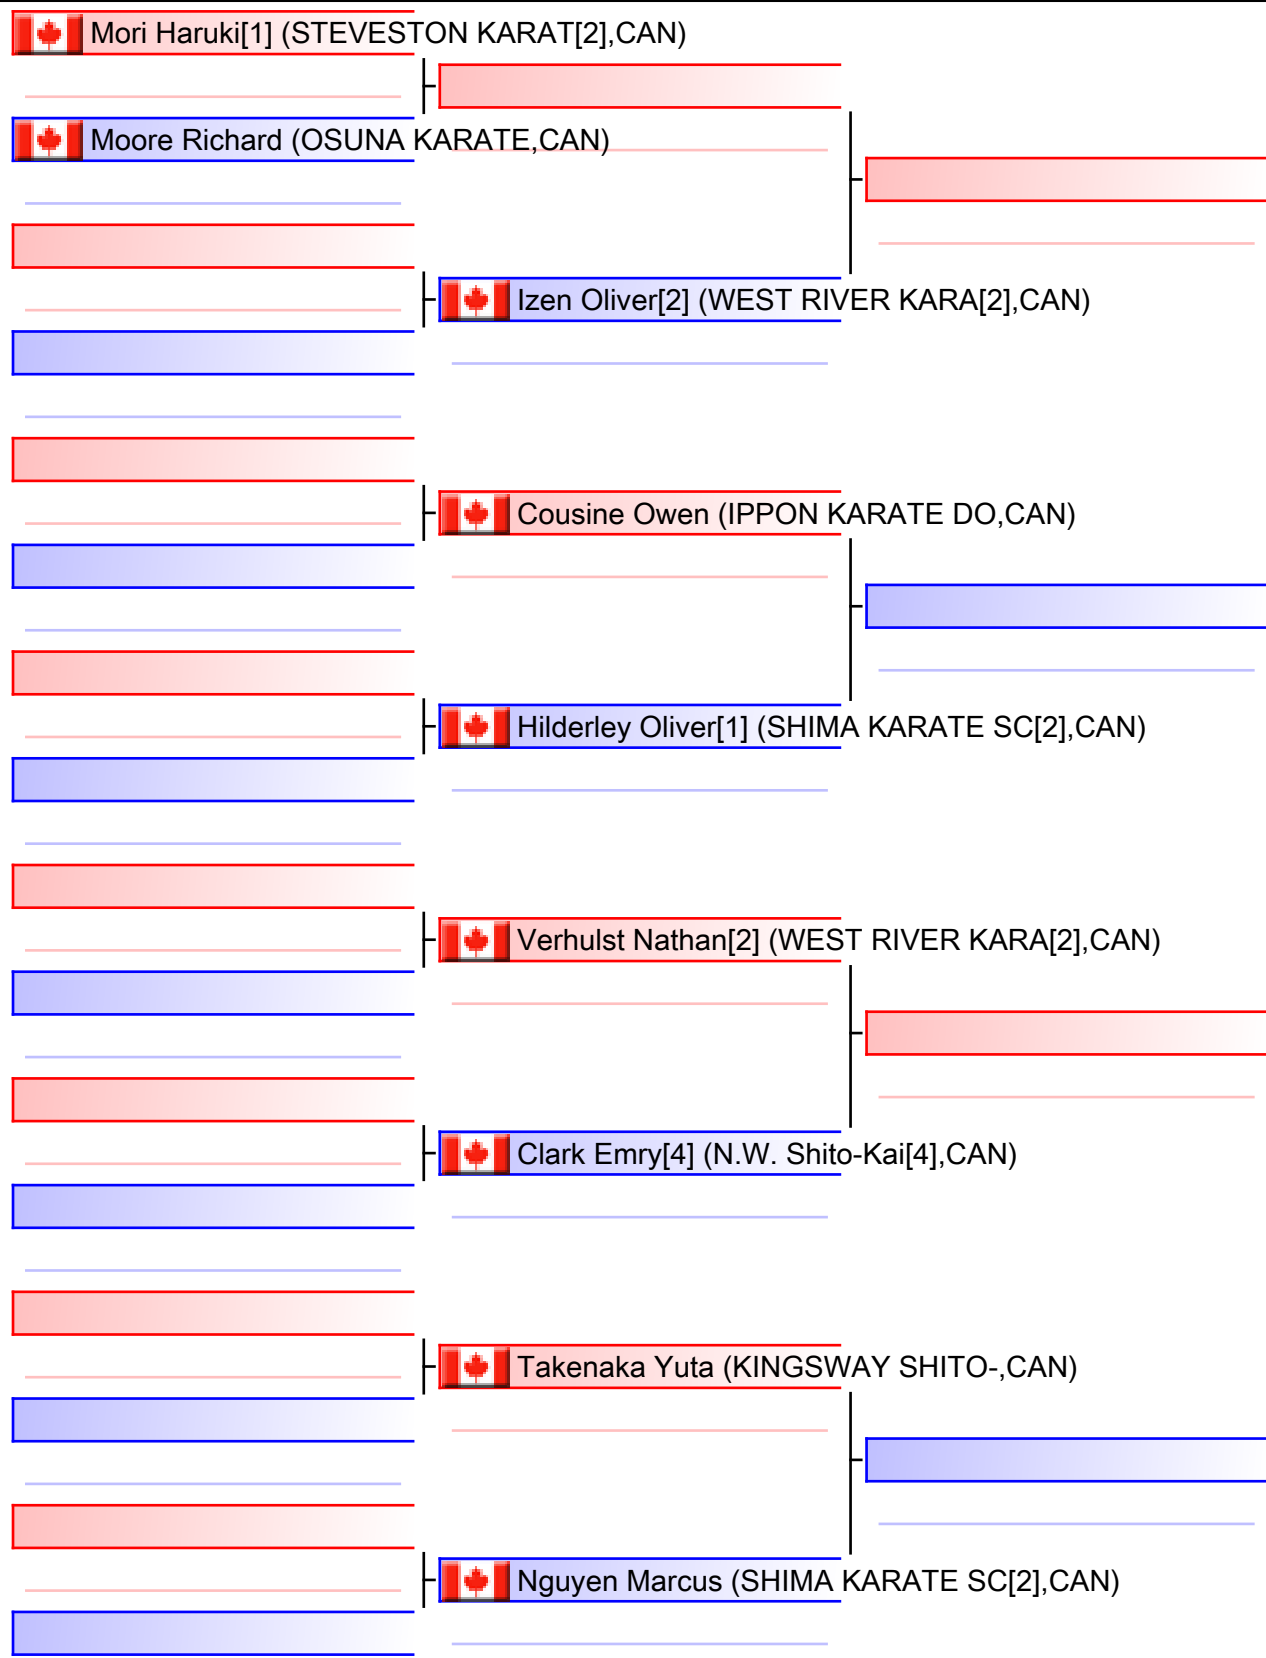 Mori Haruki[1] (STEVESTON KARAT[2],CAN)
Moore Richard (OSUNA KARATE,CAN)
Izen Oliver[2] (WEST RIVER KARA[2],CAN)
Cousine Owen (IPPON KARATE DO,CAN)
Hilderley Oliver[1] (SHIMA KARATE SC[2],CAN)
Verhulst Nathan[2] (WEST RIVER KARA[2],CAN)
Clark Emry[4] (N.W. Shito-Kai[4],CAN)
Takenaka Yuta (KINGSWAY SHITO-,CAN)
Nguyen Marcus (SHIMA KARATE SC[2],CAN)